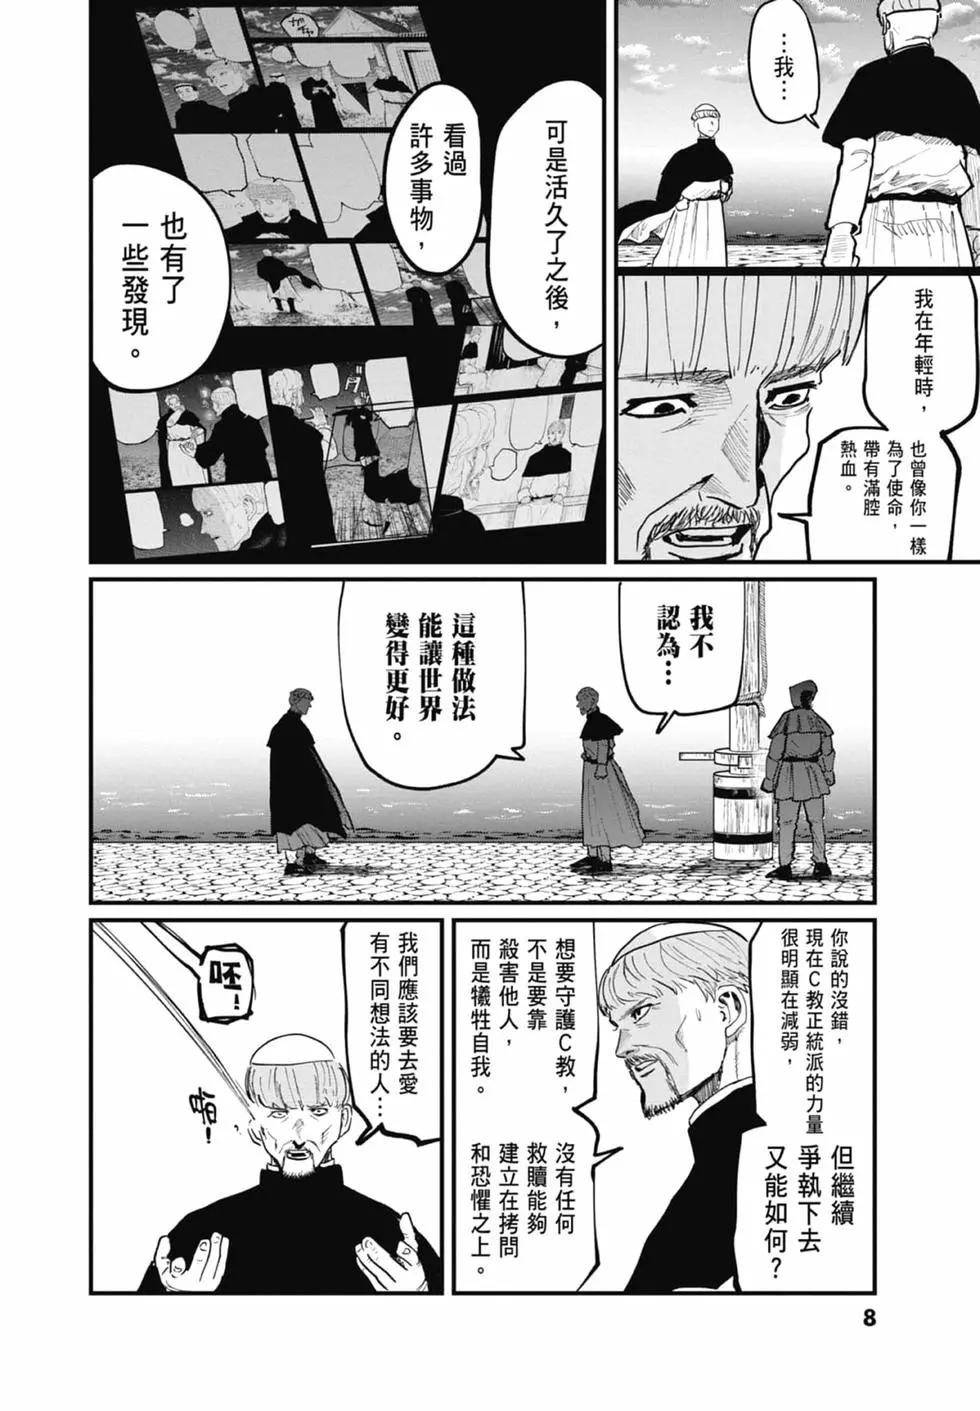 …我…
我在年輕時，
也曾像你一樣
為了使命，
帶有滿腔
熱血。
可是活久了之後，
看過
許多事物，
也有了
一些發現。
我不
認為…
這種做法
能讓世界
變得更好。
你說的沒錯，
現在C教正統派的力量
很明顯在減弱，
但繼續
爭執下去
又能如何？
想要守護C教，
不是要靠
殺害他人，
而是犧牲自我。
沒有任何
救贖能夠
建立在拷問
和恐懼之上。
我們應該要去愛
有不同想法的人…
呸！
8